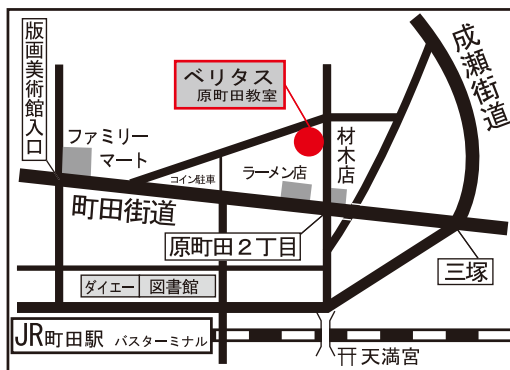 版画美術館入口
ファミリー
マート
ベリタス
原町田教室
成瀬街道
材木店
ラーメン店
コイン駐車
町田街道
原町田２丁目
三塚
ダイエー
図書館
JR町田駅 バスターミナル
天満宮